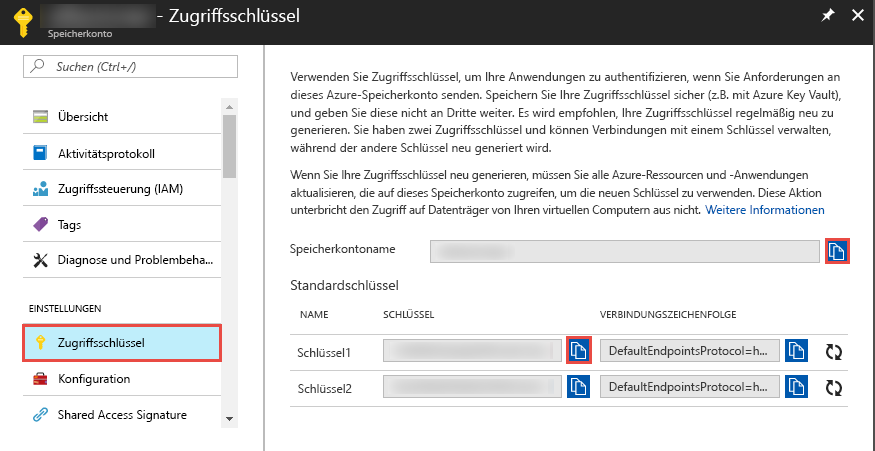 - Zugriffsschlüssel
Speicherkonto
Suchen (Ctrl+/)
Übersicht
Aktivitätsprotokoll
Zugriffssteuerung (IAM)
Tags
Diagnose und Problembeha...
EINSTELLUNGEN
Zugriffsschlüssel
Konfiguration
Shared Access Signature
Verwenden Sie Zugriffsschlüssel, um Ihre Anwendungen zu authentifizieren, wenn Sie Anforderungen an
dieses Azure-Speicherkonto senden. Speichern Sie Ihre Zugriffsschlüssel sicher (z.B. mit Azure Key Vault),
und geben Sie diese nicht an Dritte weiter. Es wird empfohlen, Ihre Zugriffsschlüssel regelmäßig neu zu
generieren. Sie haben zwei Zugriffsschlüssel und können Verbindungen mit einem Schlüssel verwalten,
während der andere Schlüssel neu generiert wird.
Wenn Sie Ihre Zugriffsschlüssel neu generieren, müssen Sie alle Azure-Ressourcen und -Anwendungen
aktualisieren, die auf dieses Speicherkonto zugreifen, um die neuen Schlüssel zu verwenden. Diese Aktion
unterbricht den Zugriff auf Datenträger von Ihren virtuellen Computern aus nicht. Weitere Informationen
Speicherkontoname
Standardschlüssel
NAME SCHLÜSSEL VERBINDUNGSZEICHENFOLGE
Schlüssel1 DefaultEndpointsProtocol=h...
Schlüssel2 DefaultEndpointsProtocol=h...